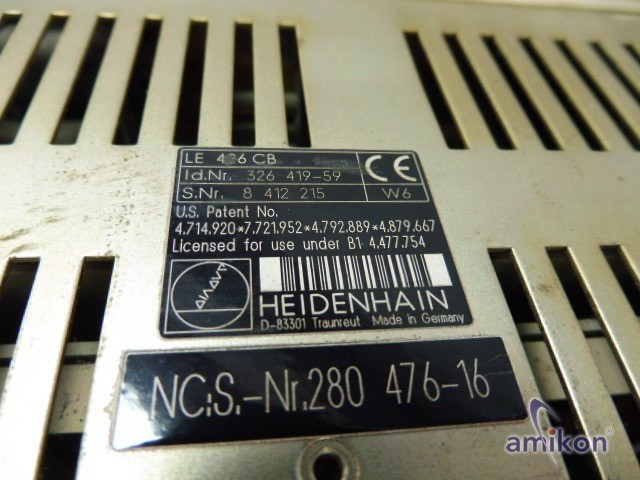 LE 426 CB
CE
Id.Nr. 326 419-59
S.Nr. 8 412 215
W6
U.S. Patent No.
4.714.920*7.721.952*4.792.889*4.879.667
Licensed for use under B1 4.477.754
HEIDENHAIN
D-83301 Traunreut Made in Germany
NC:S.-Nr.280 476-16
amikon